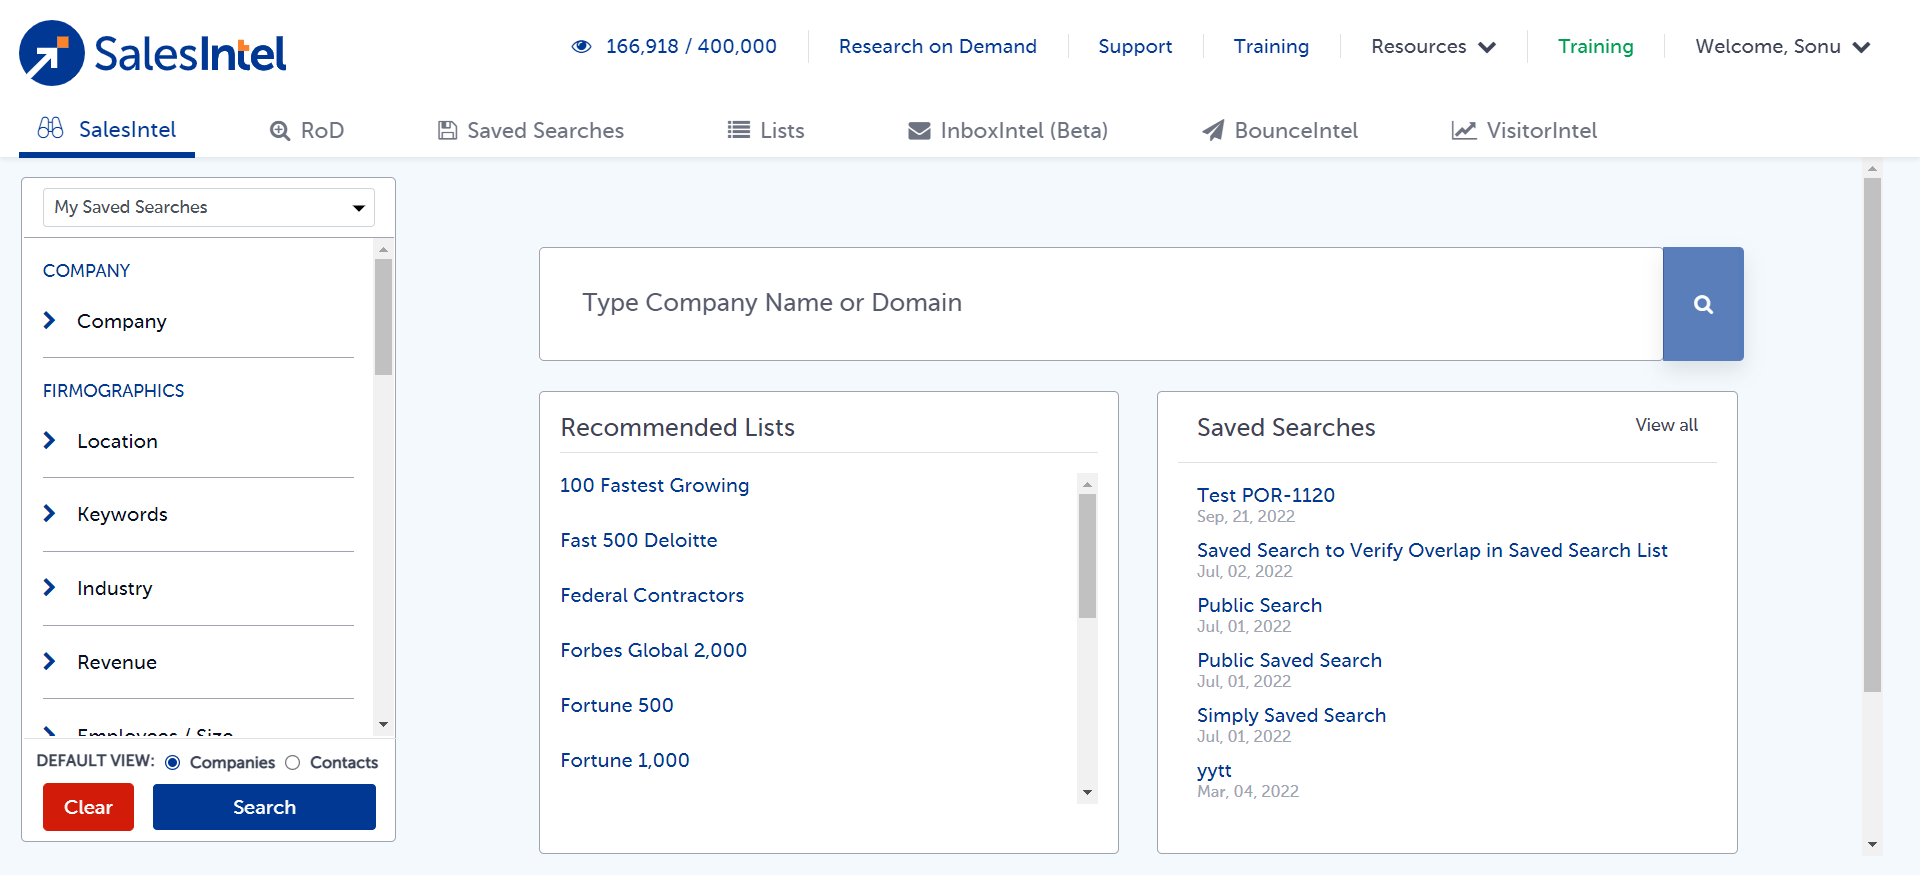 SalesIntel
166,918 / 400,000
Research on Demand
Support
Training
Resources
Training
Welcome, Sonu
SalesIntel
RoD
Saved Searches
Lists
InboxIntel (Beta)
BounceIntel
VisitorIntel
My Saved Searches
COMPANY
Company
FIRMOGRAPHICS
Location
Keywords
Industry
Revenue
Employees / Size
DEFAULT VIEW:
Companies
Contacts
Clear
Search
Type Company Name or Domain
Recommended Lists
100 Fastest Growing
Fast 500 Deloitte
Federal Contractors
Forbes Global 2,000
Fortune 500
Fortune 1,000
Saved Searches
View all
Test POR-1120
Sep, 21, 2022
Saved Search to Verify Overlap in Saved Search List
Jul, 02, 2022
Public Search
Jul, 01, 2022
Public Saved Search
Jul, 01, 2022
Simply Saved Search
Jul, 01, 2022
yytt
Mar, 04, 2022